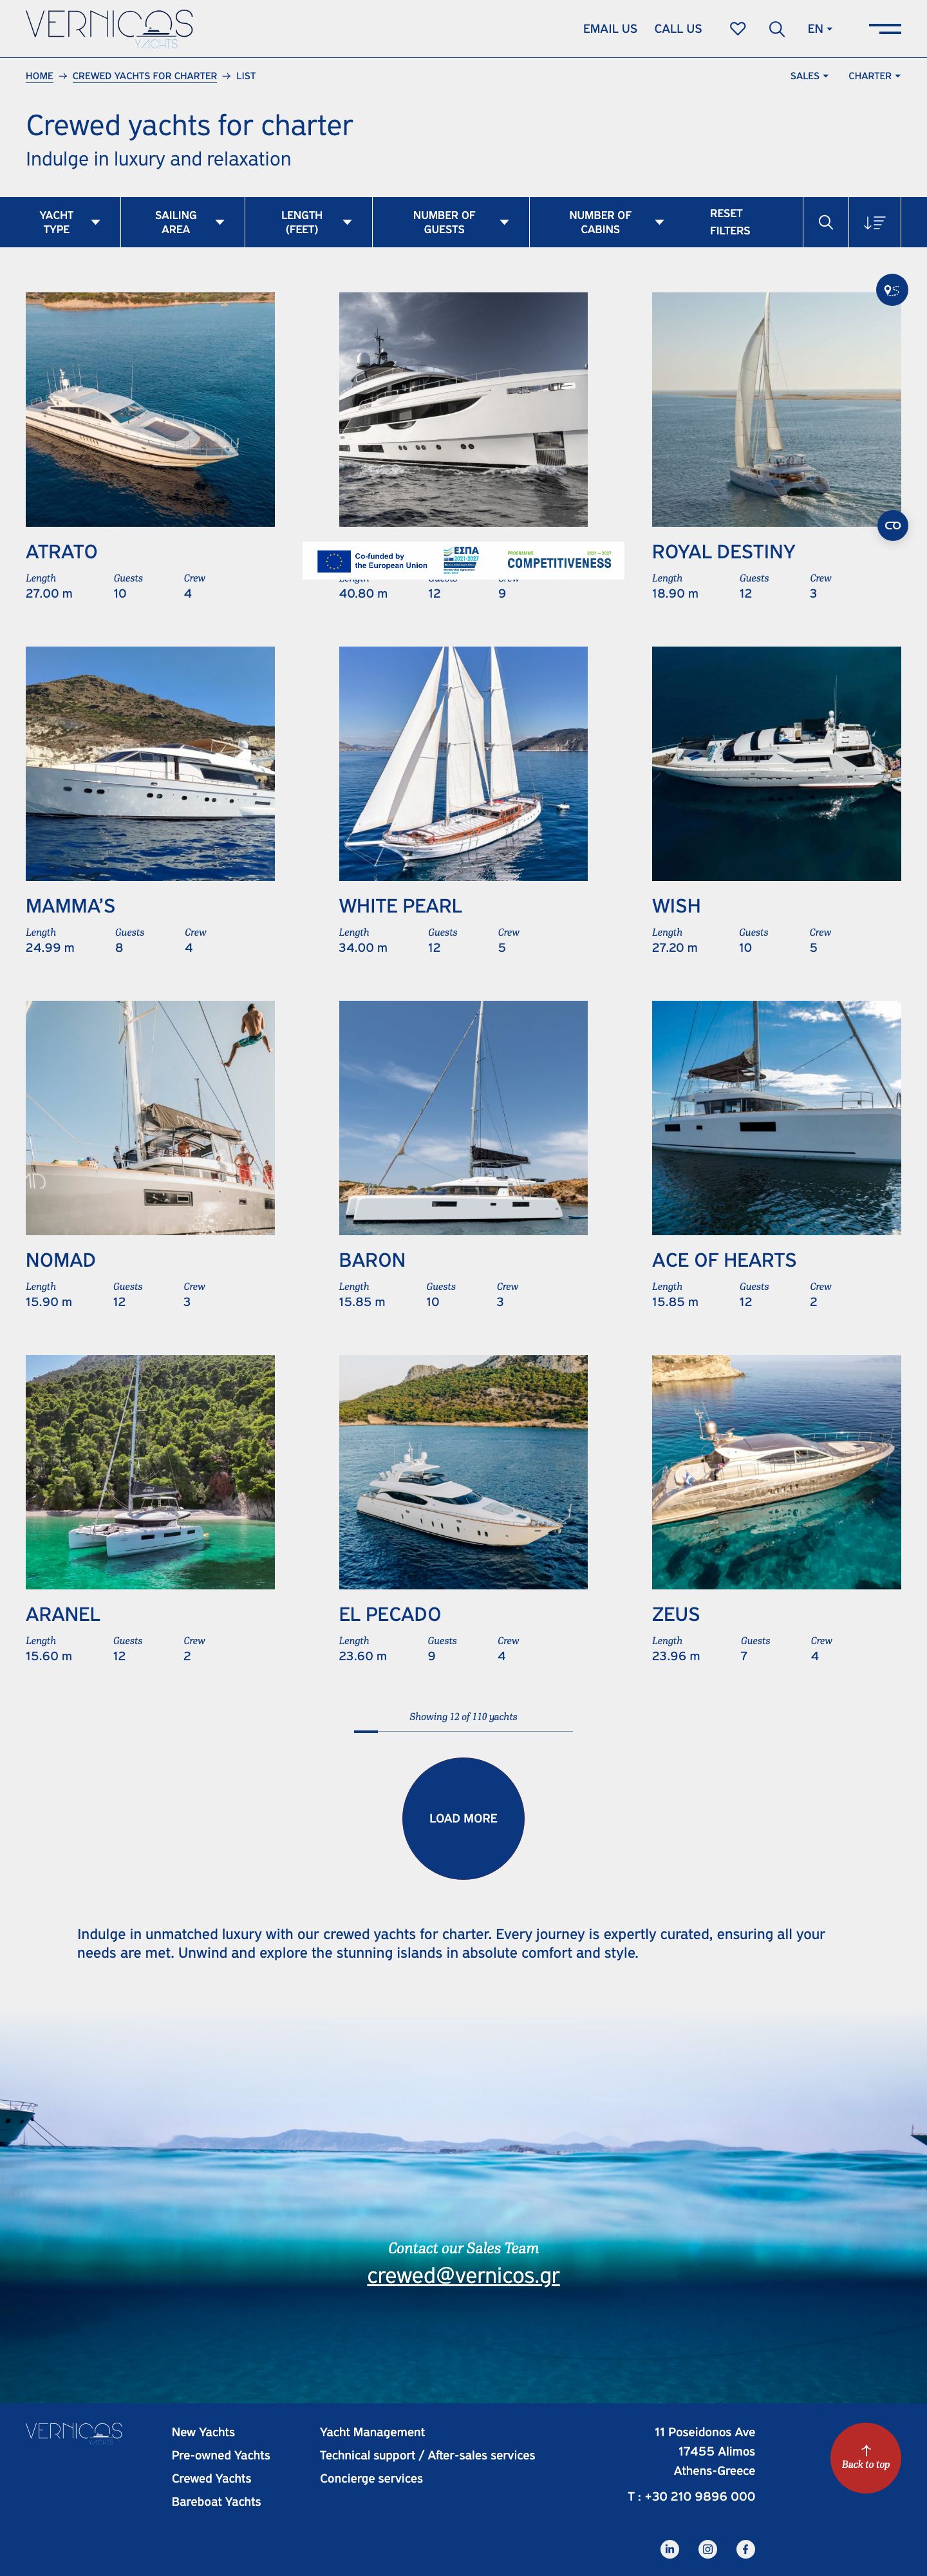 VERNICOS
YACHTS
EMAIL US
CALL US
EN
HOME → CREWED YACHTS FOR CHARTER → LIST
SALES
CHARTER
Crewed yachts for charter
Indulge in luxury and relaxation
YACHT
TYPE
SAILING
AREA
LENGTH
(FEET)
NUMBER OF
GUESTS
NUMBER OF
CABINS
RESET
FILTERS
ATRATO
Length Guests Crew
27.00 m 10 4
Co-funded by
the European Union
ΕΣΠΑ
2021-2027
PROGRAMME 2021 – 2027
COMPETITIVENESS
Length Guests Crew
40.80 m 12 9
ROYAL DESTINY
Length Guests Crew
18.90 m 12 3
MAMMA’S
Length Guests Crew
24.99 m 8 4
WHITE PEARL
Length Guests Crew
34.00 m 12 5
WISH
Length Guests Crew
27.20 m 10 5
NOMAD
Length Guests Crew
15.90 m 12 3
BARON
Length Guests Crew
15.85 m 10 3
ACE OF HEARTS
Length Guests Crew
15.85 m 12 2
ARANEL
Length Guests Crew
15.60 m 12 2
EL PECADO
Length Guests Crew
23.60 m 9 4
ZEUS
Length Guests Crew
23.96 m 7 4
Showing 12 of 110 yachts
LOAD MORE
Indulge in unmatched luxury with our crewed yachts for charter. Every journey is expertly curated, ensuring all your
needs are met. Unwind and explore the stunning islands in absolute comfort and style.
Contact our Sales Team
crewed@vernicos.gr
VERNICOS
YACHTS
New Yachts
Pre-owned Yachts
Crewed Yachts
Bareboat Yachts
Yacht Management
Technical support / After-sales services
Concierge services
11 Poseidonos Ave
17455 Alimos
Athens-Greece
T : +30 210 9896 000
Back to top